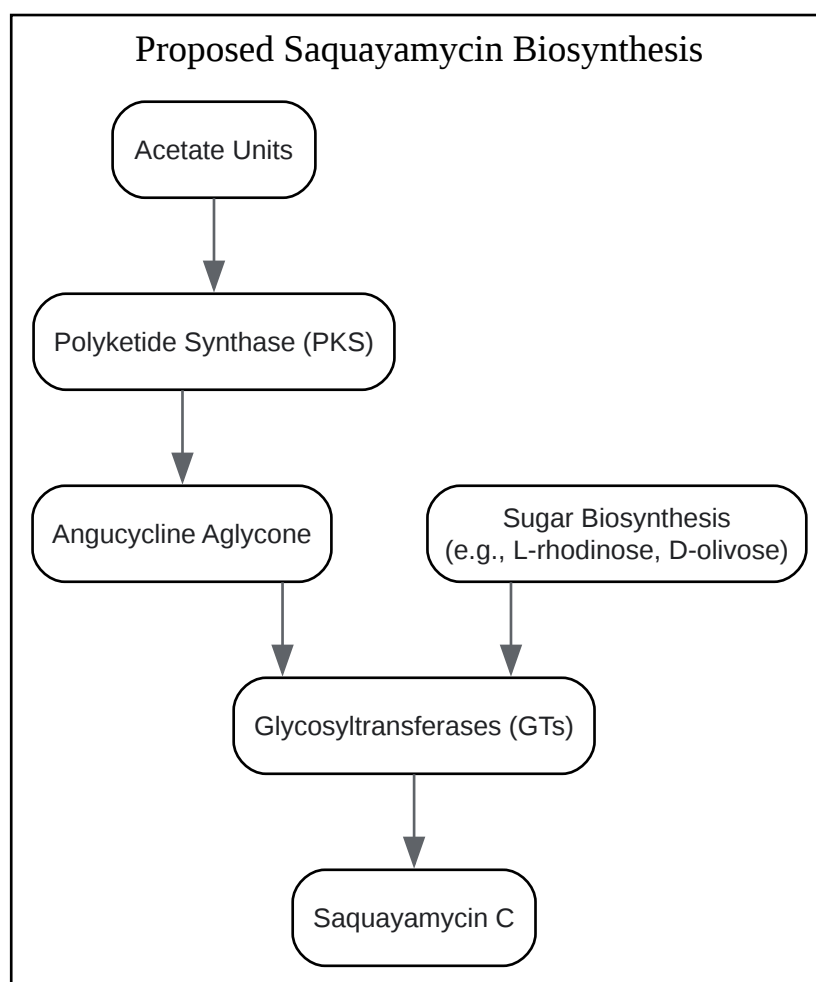 Proposed Saquayamycin Biosynthesis
Acetate Units
Polyketide Synthase (PKS)
Angucycline Aglycone
Sugar Biosynthesis
(e.g., L-rhodinose, D-olivose)
Glycosyltransferases (GTs)
Saquayamycin C